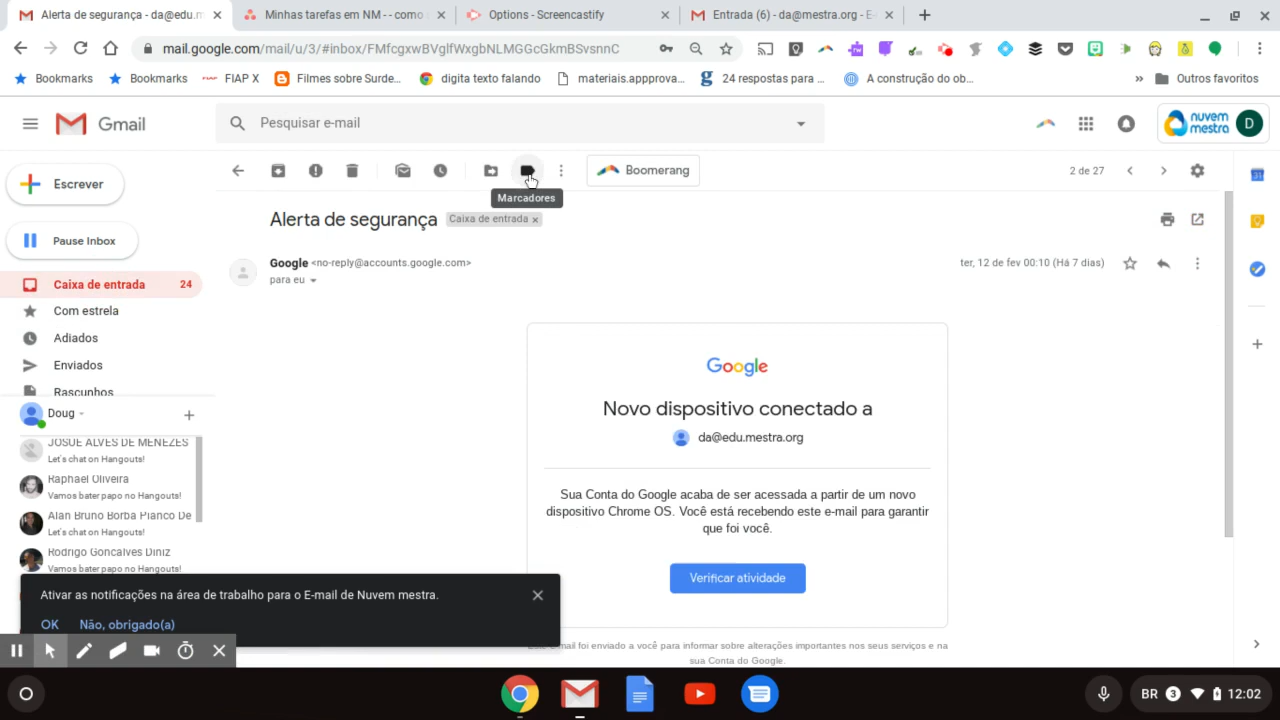 Alerta de segurança - da@edu.m
Minhas tarefas em NM - - como
Options - Screencastify
Entrada (6) - da@mestra.org - E-
mail.google.com/mail/u/3/#inbox/FMfcgxwBVglfWxgbNLMGGcGkmBSvsnnC
Bookmarks
Bookmarks
FIAP X
Filmes sobre Surde...
digita texto falando
materiais.appprova...
24 respostas para ...
A construção do ob...
»
Outros favoritos
Gmail
Pesquisar e-mail
nuvem
mestra
D
Escrever
Boomerang
2 de 27
Marcadores
Alerta de segurança
Caixa de entrada x
Pause Inbox
Google <no-reply@accounts.google.com>
ter, 12 de fev 00:10 (Há 7 dias)
para eu
Caixa de entrada 24
Com estrela
Adiados
Enviados
Rascunhos
Doug
JOSUE ALVES DE MENEZES
Let's chat on Hangouts!
Raphael Oliveira
Vamos bater papo no Hangouts!
Alan Bruno Borba Pianco De
Let's chat on Hangouts!
Rodrigo Goncalves Diniz
Vamos bater papo no Hangouts!
Google
Novo dispositivo conectado a
da@edu.mestra.org
Sua Conta do Google acaba de ser acessada a partir de um novo
dispositivo Chrome OS. Você está recebendo este e-mail para garantir
que foi você.
Verificar atividade
Ativar as notificações na área de trabalho para o E-mail de Nuvem mestra.
OK Não, obrigado(a)
mail foi enviado a você para informar sobre alterações importantes nos seus serviços e na
sua Conta do Google.
BR 3 12:02